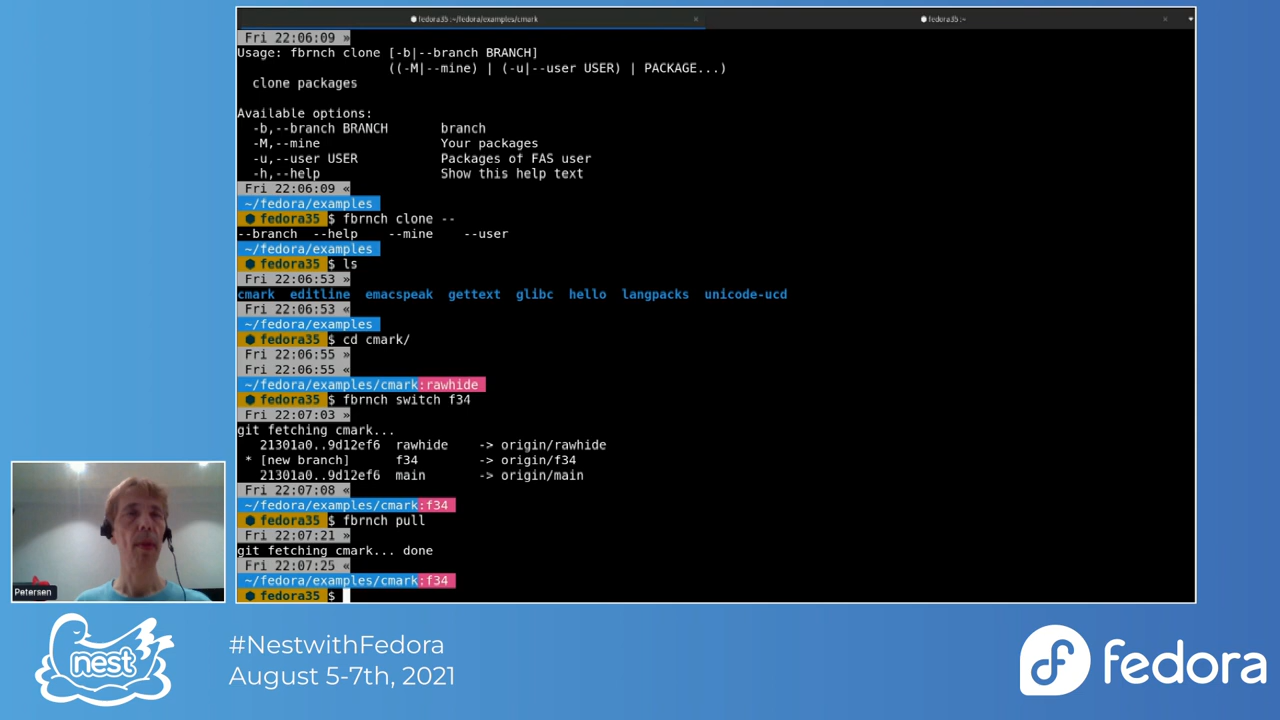 fedora35:~/fedora/examples/cmark × fedora35:~ ×
Fri 22:06:09 »
Usage: fbrnch clone [-b|--branch BRANCH]
((-M|--mine) | (-u|--user USER) | PACKAGE...)
clone packages
Available options:
-b,--branch BRANCH branch
-M,--mine Your packages
-u,--user USER Packages of FAS user
-h,--help Show this help text
Fri 22:06:09 «
~/fedora/examples
fedora35 $ fbrnch clone --
--branch --help --mine --user
~/fedora/examples
fedora35 $ ls
Fri 22:06:53 »
cmark editline emacspeak gettext glibc hello langpacks unicode-ucd
Fri 22:06:53 «
~/fedora/examples
fedora35 $ cd cmark/
Fri 22:06:55 »
Fri 22:06:55 «
~/fedora/examples/cmark:rawhide
fedora35 $ fbrnch switch f34
Fri 22:07:03 »
git fetching cmark...
21301a0..9d12ef6 rawhide -> origin/rawhide
* [new branch] f34 -> origin/f34
21301a0..9d12ef6 main -> origin/main
Fri 22:07:08 «
~/fedora/examples/cmark:f34
fedora35 $ fbrnch pull
Fri 22:07:21 »
git fetching cmark... done
Fri 22:07:25 «
~/fedora/examples/cmark:f34
fedora35 $
Petersen
nest
#NestwithFedora
August 5-7th, 2021
fedora